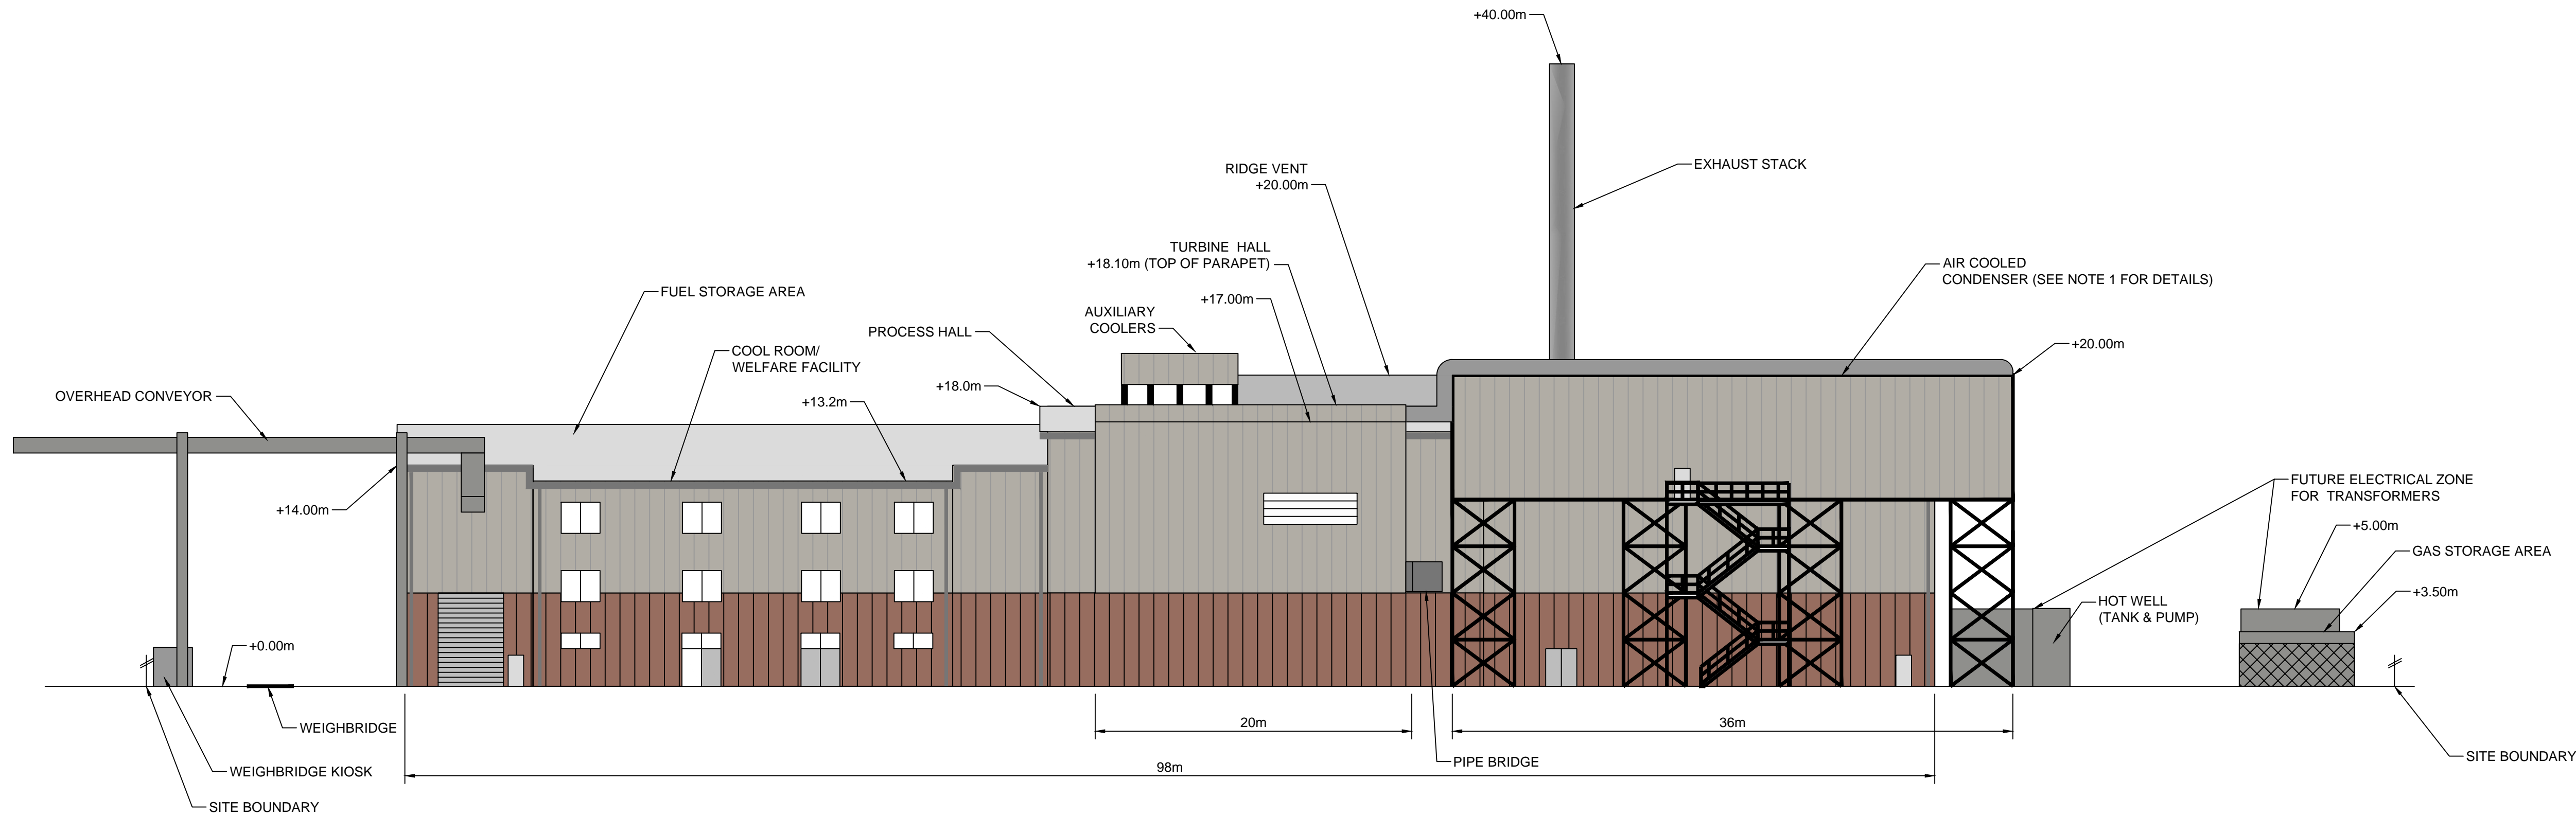 +40.00m
RIDGE VENT
+20.00m
EXHAUST STACK
TURBINE HALL
+18.10m (TOP OF PARAPET)
AIR COOLED
CONDENSER (SEE NOTE 1 FOR DETAILS)
FUEL STORAGE AREA
+17.00m
AUXILIARY
COOLERS
PROCESS HALL
+20.00m
COOL ROOM/
WELFARE FACILITY
+18.0m
OVERHEAD CONVEYOR
+13.2m
FUTURE ELECTRICAL ZONE
FOR TRANSFORMERS
+14.00m
+5.00m
GAS STORAGE AREA
+3.50m
HOT WELL
(TANK & PUMP)
+0.00m
WEIGHBRIDGE
20m
36m
WEIGHBRIDGE KIOSK
98m
PIPE BRIDGE
SITE BOUNDARY
SITE BOUNDARY